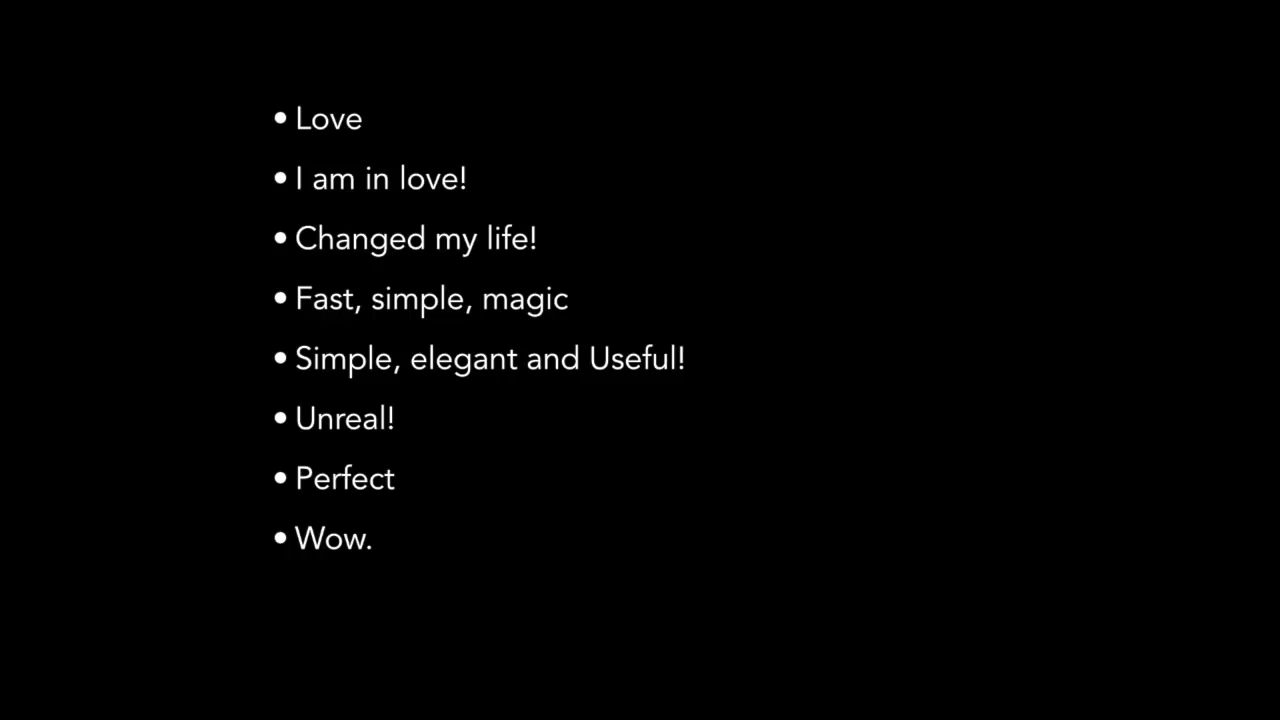 • Love
• I am in love!
• Changed my life!
• Fast, simple, magic
• Simple, elegant and Useful!
• Unreal!
• Perfect
• Wow.